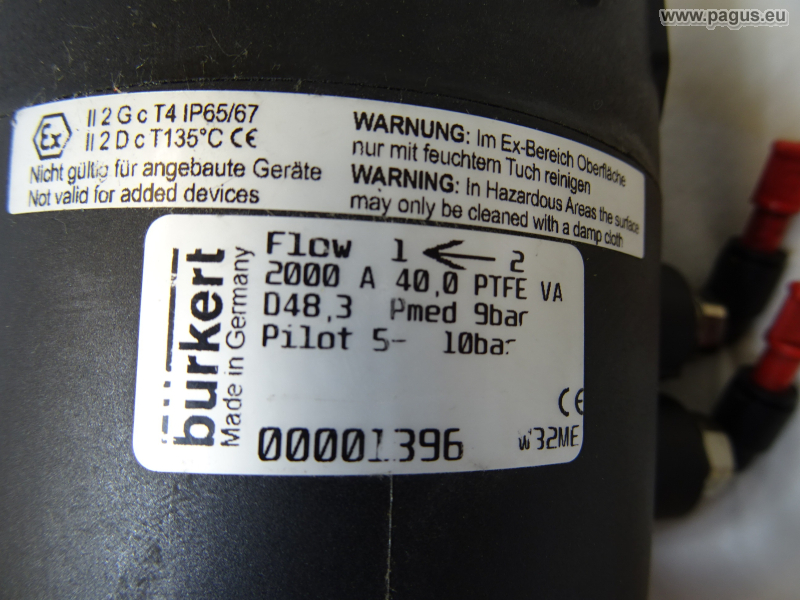 www.pagus.eu
Ex
II 2 G c T4 IP65/67
II 2 D c T135°C CE
Nicht gültig für angebaute Geräte
Not valid for added devices
WARNUNG: Im Ex-Bereich Oberfläche
nur mit feuchtem Tuch reinigen
WARNING: In Hazardous Areas the surface
may only be cleaned with a damp cloth
burkert
Made in Germany
Flow 1 ← 2
2000 A 40,0 PTFE VA
D48,3 Pmed 9bar
Pilot 5- 10bar
CE
00001396 W32ME